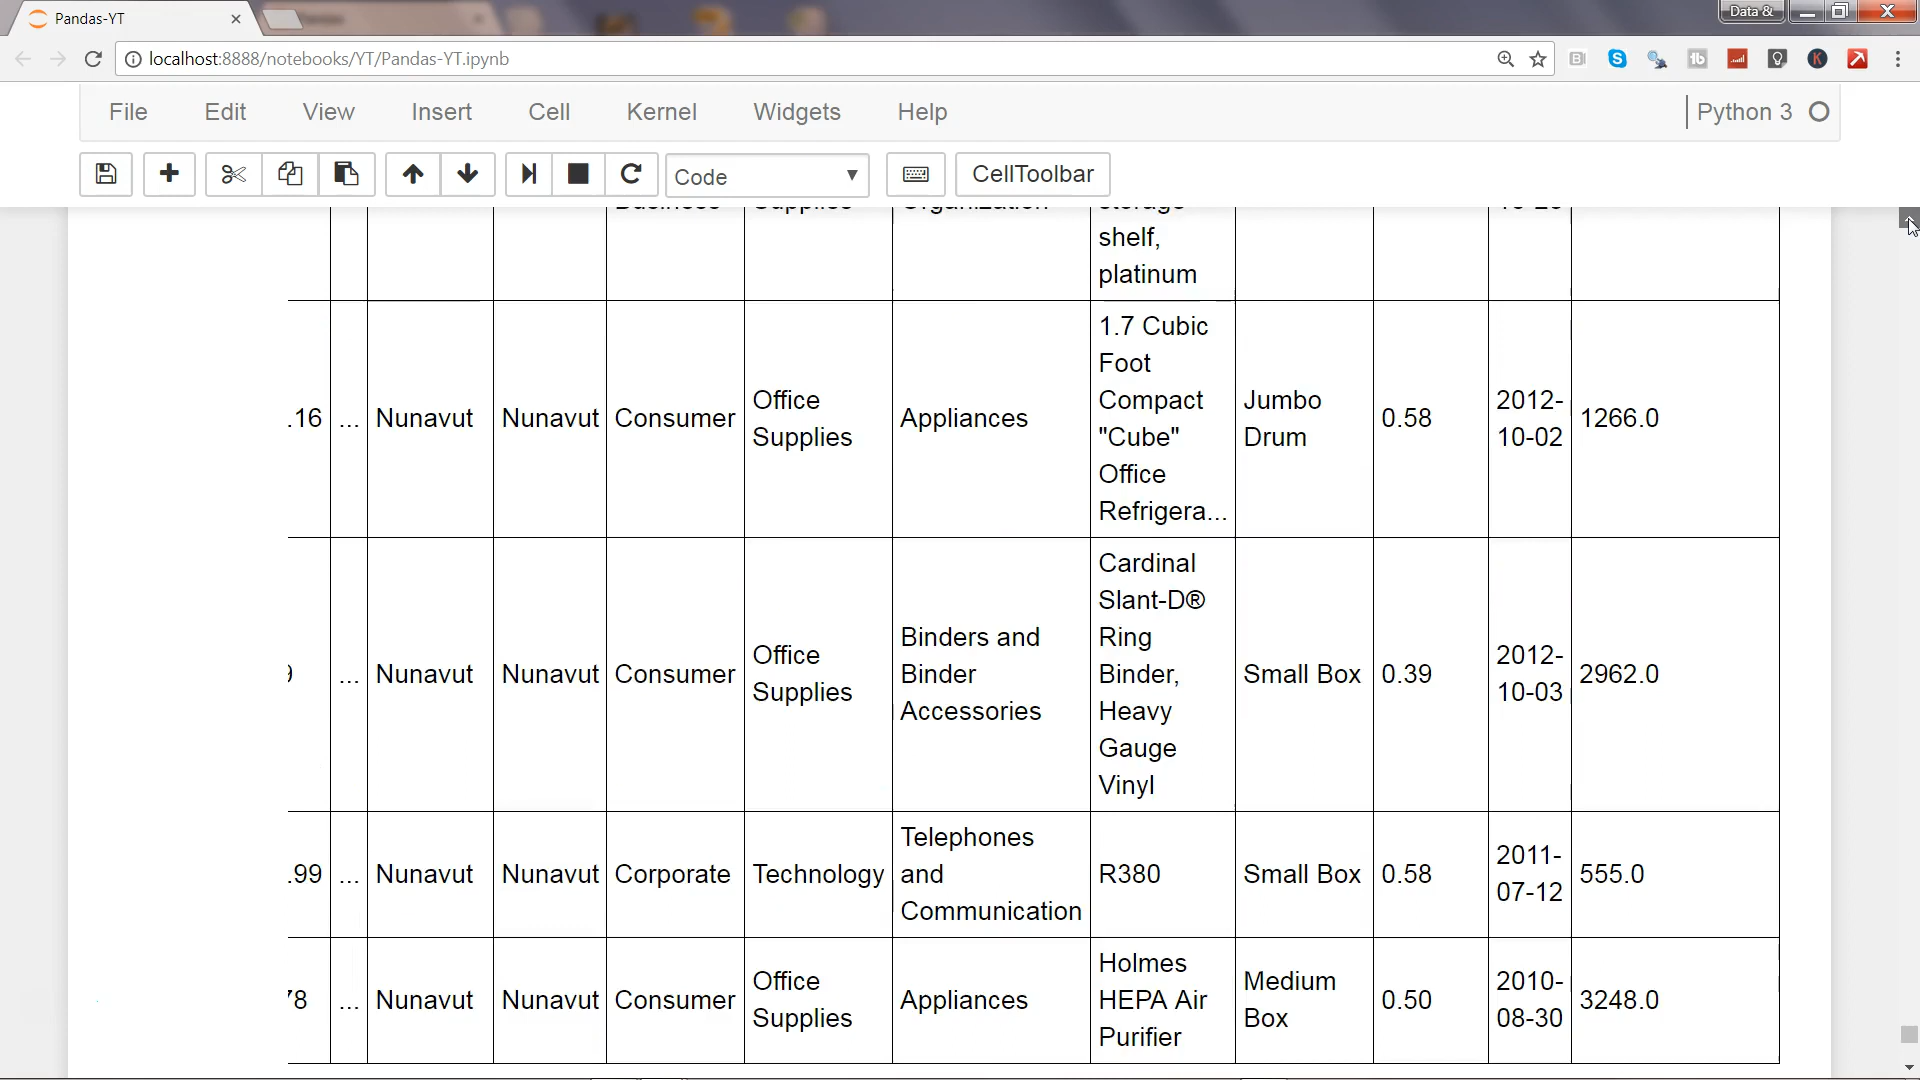 Pandas-YT
Data &
localhost:8888/notebooks/YT/Pandas-YT.ipynb
File Edit View Insert Cell Kernel Widgets Help Python 3
Code CellToolbar
shelf,
platinum
.16 ... Nunavut Nunavut Consumer Office Supplies Appliances 1.7 Cubic Foot Compact "Cube" Office Refrigera... Jumbo Drum 0.58 2012-10-02 1266.0
9 ... Nunavut Nunavut Consumer Office Supplies Binders and Binder Accessories Cardinal Slant-D® Ring Binder, Heavy Gauge Vinyl Small Box 0.39 2012-10-03 2962.0
.99 ... Nunavut Nunavut Corporate Technology Telephones and Communication R380 Small Box 0.58 2011-07-12 555.0
78 ... Nunavut Nunavut Consumer Office Supplies Appliances Holmes HEPA Air Purifier Medium Box 0.50 2010-08-30 3248.0